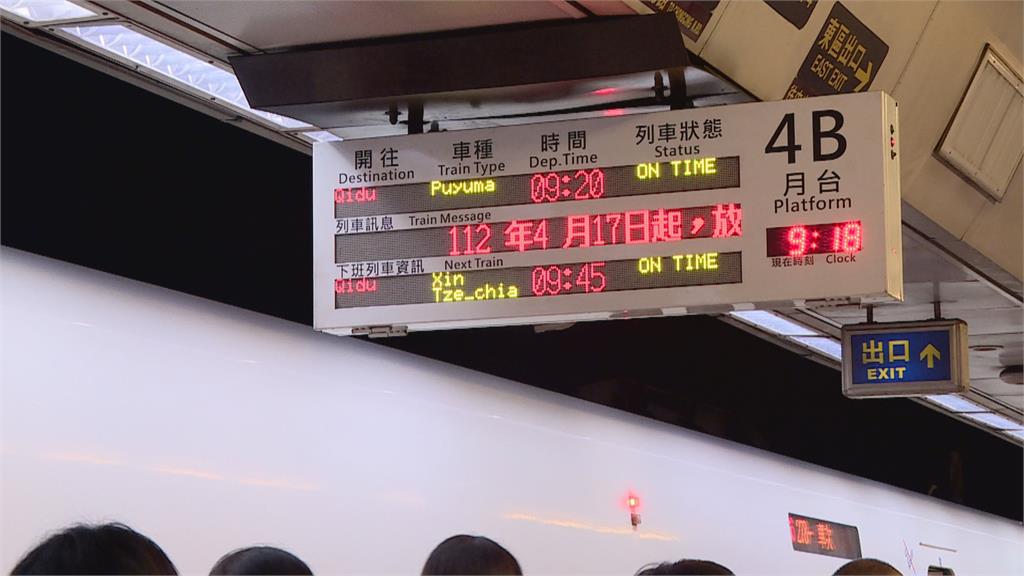 東區出口
EAST EXIT
開往 車種 時間 列車狀態
Destination Train Type Dep.Time Status
Qidu Puyuma 09:20 ON TIME
列車訊息 Train Message
112 年4 月17日起，放
下班列車資訊 Next Train
Qidu Xin Tze_chia 09:45 ON TIME
4B
月台
Platform
9:18
現在時刻 Clock
出口
EXIT